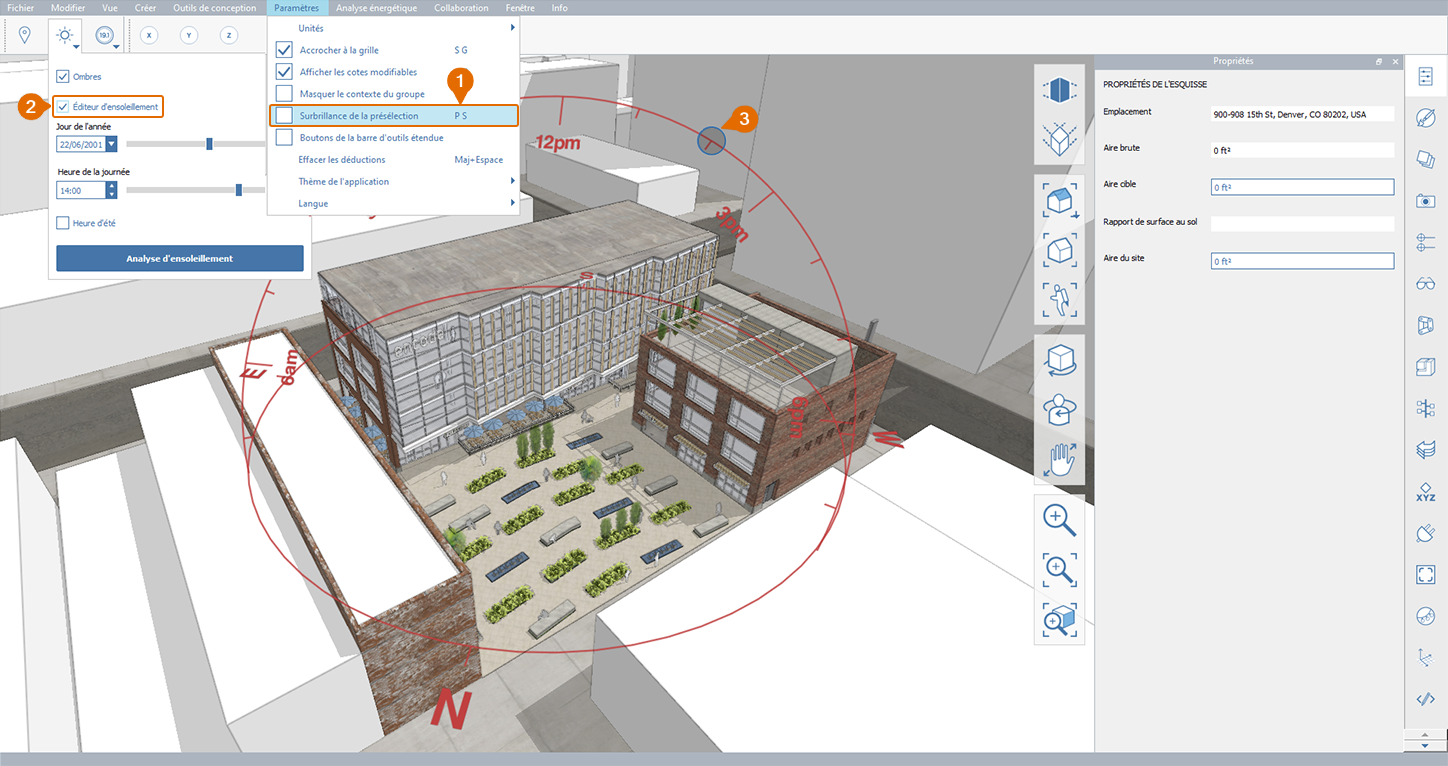 Fichier Modifier Vue Créer Outils de conception Paramètres Analyse énergétique Collaboration Fenêtre Info
19.1 X Y Z
Ombres
2 Éditeur d'ensoleillement
Jour de l'année
22/06/2001
Heure de la journée
14:00
Heure d'été
Analyse d'ensoleillement
Unités
Accrocher à la grille S G
Afficher les cotes modifiables
1
Masquer le contexte du groupe
Surbrillance de la présélection P S
Boutons de la barre d'outils étendue
Effacer les déductions Maj+Espace
Thème de l'application
Langue
3
12pm
3pm
S
E
6am
6pm
W
N
Propriétés
PROPRIÉTÉS DE L'ESQUISSE
Emplacement 900-908 15th St, Denver, CO 80202, USA
Aire brute 0 ft²
Aire cible 0 ft²
Rapport de surface au sol
Aire du site 0 ft²
XYZ